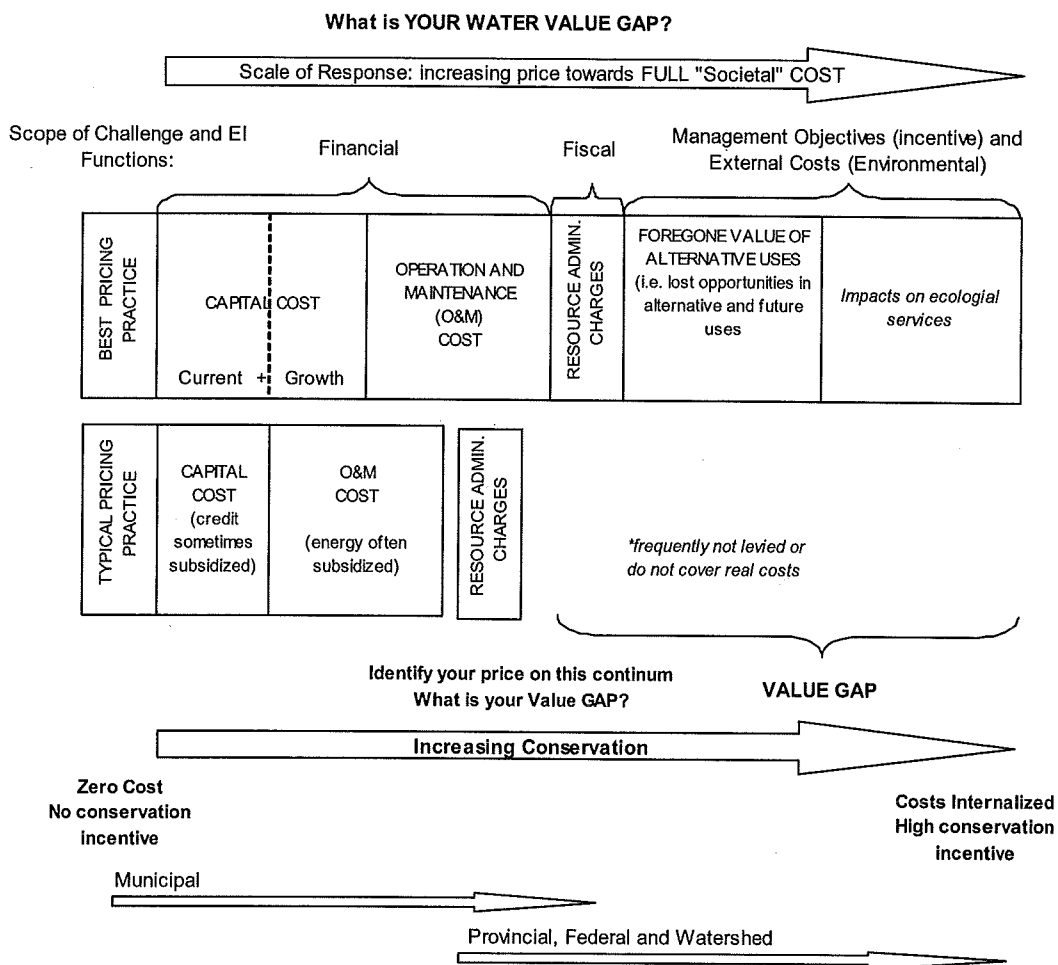 What is YOUR WATER VALUE GAP?
Scale of Response: increasing price towards FULL "Societal" COST
Scope of Challenge and EI
Functions:
Financial
Fiscal
Management Objectives (incentive) and
External Costs (Environmental)
BEST PRICING
PRACTICE
CAPITAL COST
Current + Growth
OPERATION AND
MAINTENANCE
(O&M)
COST
RESOURCE ADMIN.
CHARGES
FOREGONE VALUE OF
ALTERNATIVE USES
(i.e. lost opportunities in
alternative and future
uses
Impacts on ecologial
services
TYPICAL PRICING
PRACTICE
CAPITAL
COST
(credit
sometimes
subsidized)
O&M
COST
(energy often
subsidized)
RESOURCE ADMIN.
CHARGES
*frequently not levied or
do not cover real costs
Identify your price on this continum
What is your Value GAP?
VALUE GAP
Increasing Conservation
Zero Cost
No conservation
incentive
Costs Internalized
High conservation
incentive
Municipal
Provincial, Federal and Watershed